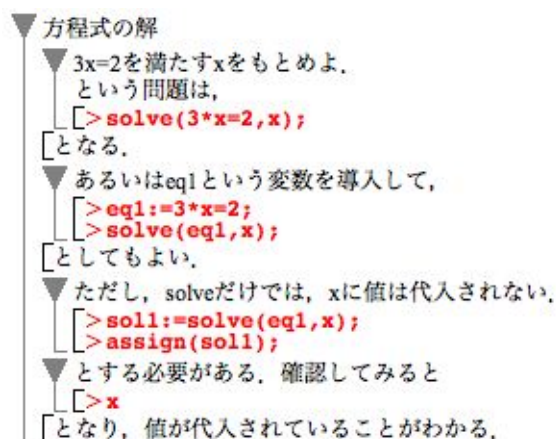 方程式の解
3x=2を満たすxをもとめよ．
という問題は，
>solve(3*x=2,x);
となる．
あるいはeq1という変数を導入して，
>eq1:=3*x=2;
>solve(eq1,x);
としてもよい．
ただし，solveだけでは，xに値は代入されない．
>sol1:=solve(eq1,x);
>assign(sol1);
とする必要がある．確認してみると
>x
となり，値が代入されていることがわかる．